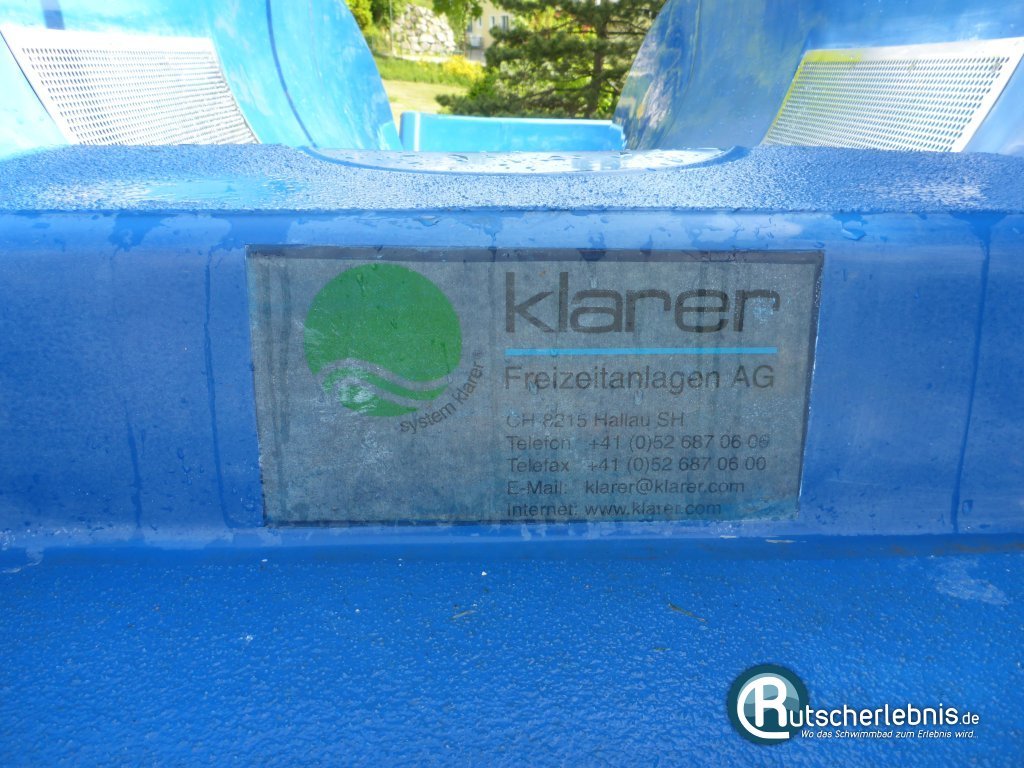 klarer
Freizeitanlagen AG
system klarer®
CH-8215 Hallau SH
Telefon +41 (0)52 687 06 06
Telefax +41 (0)52 687 06 00
E-Mail: klarer@klarer.com
Internet: www.klarer.com
Rutscherlebnis.de
Wo das Schwimmbad zum Erlebnis wird...